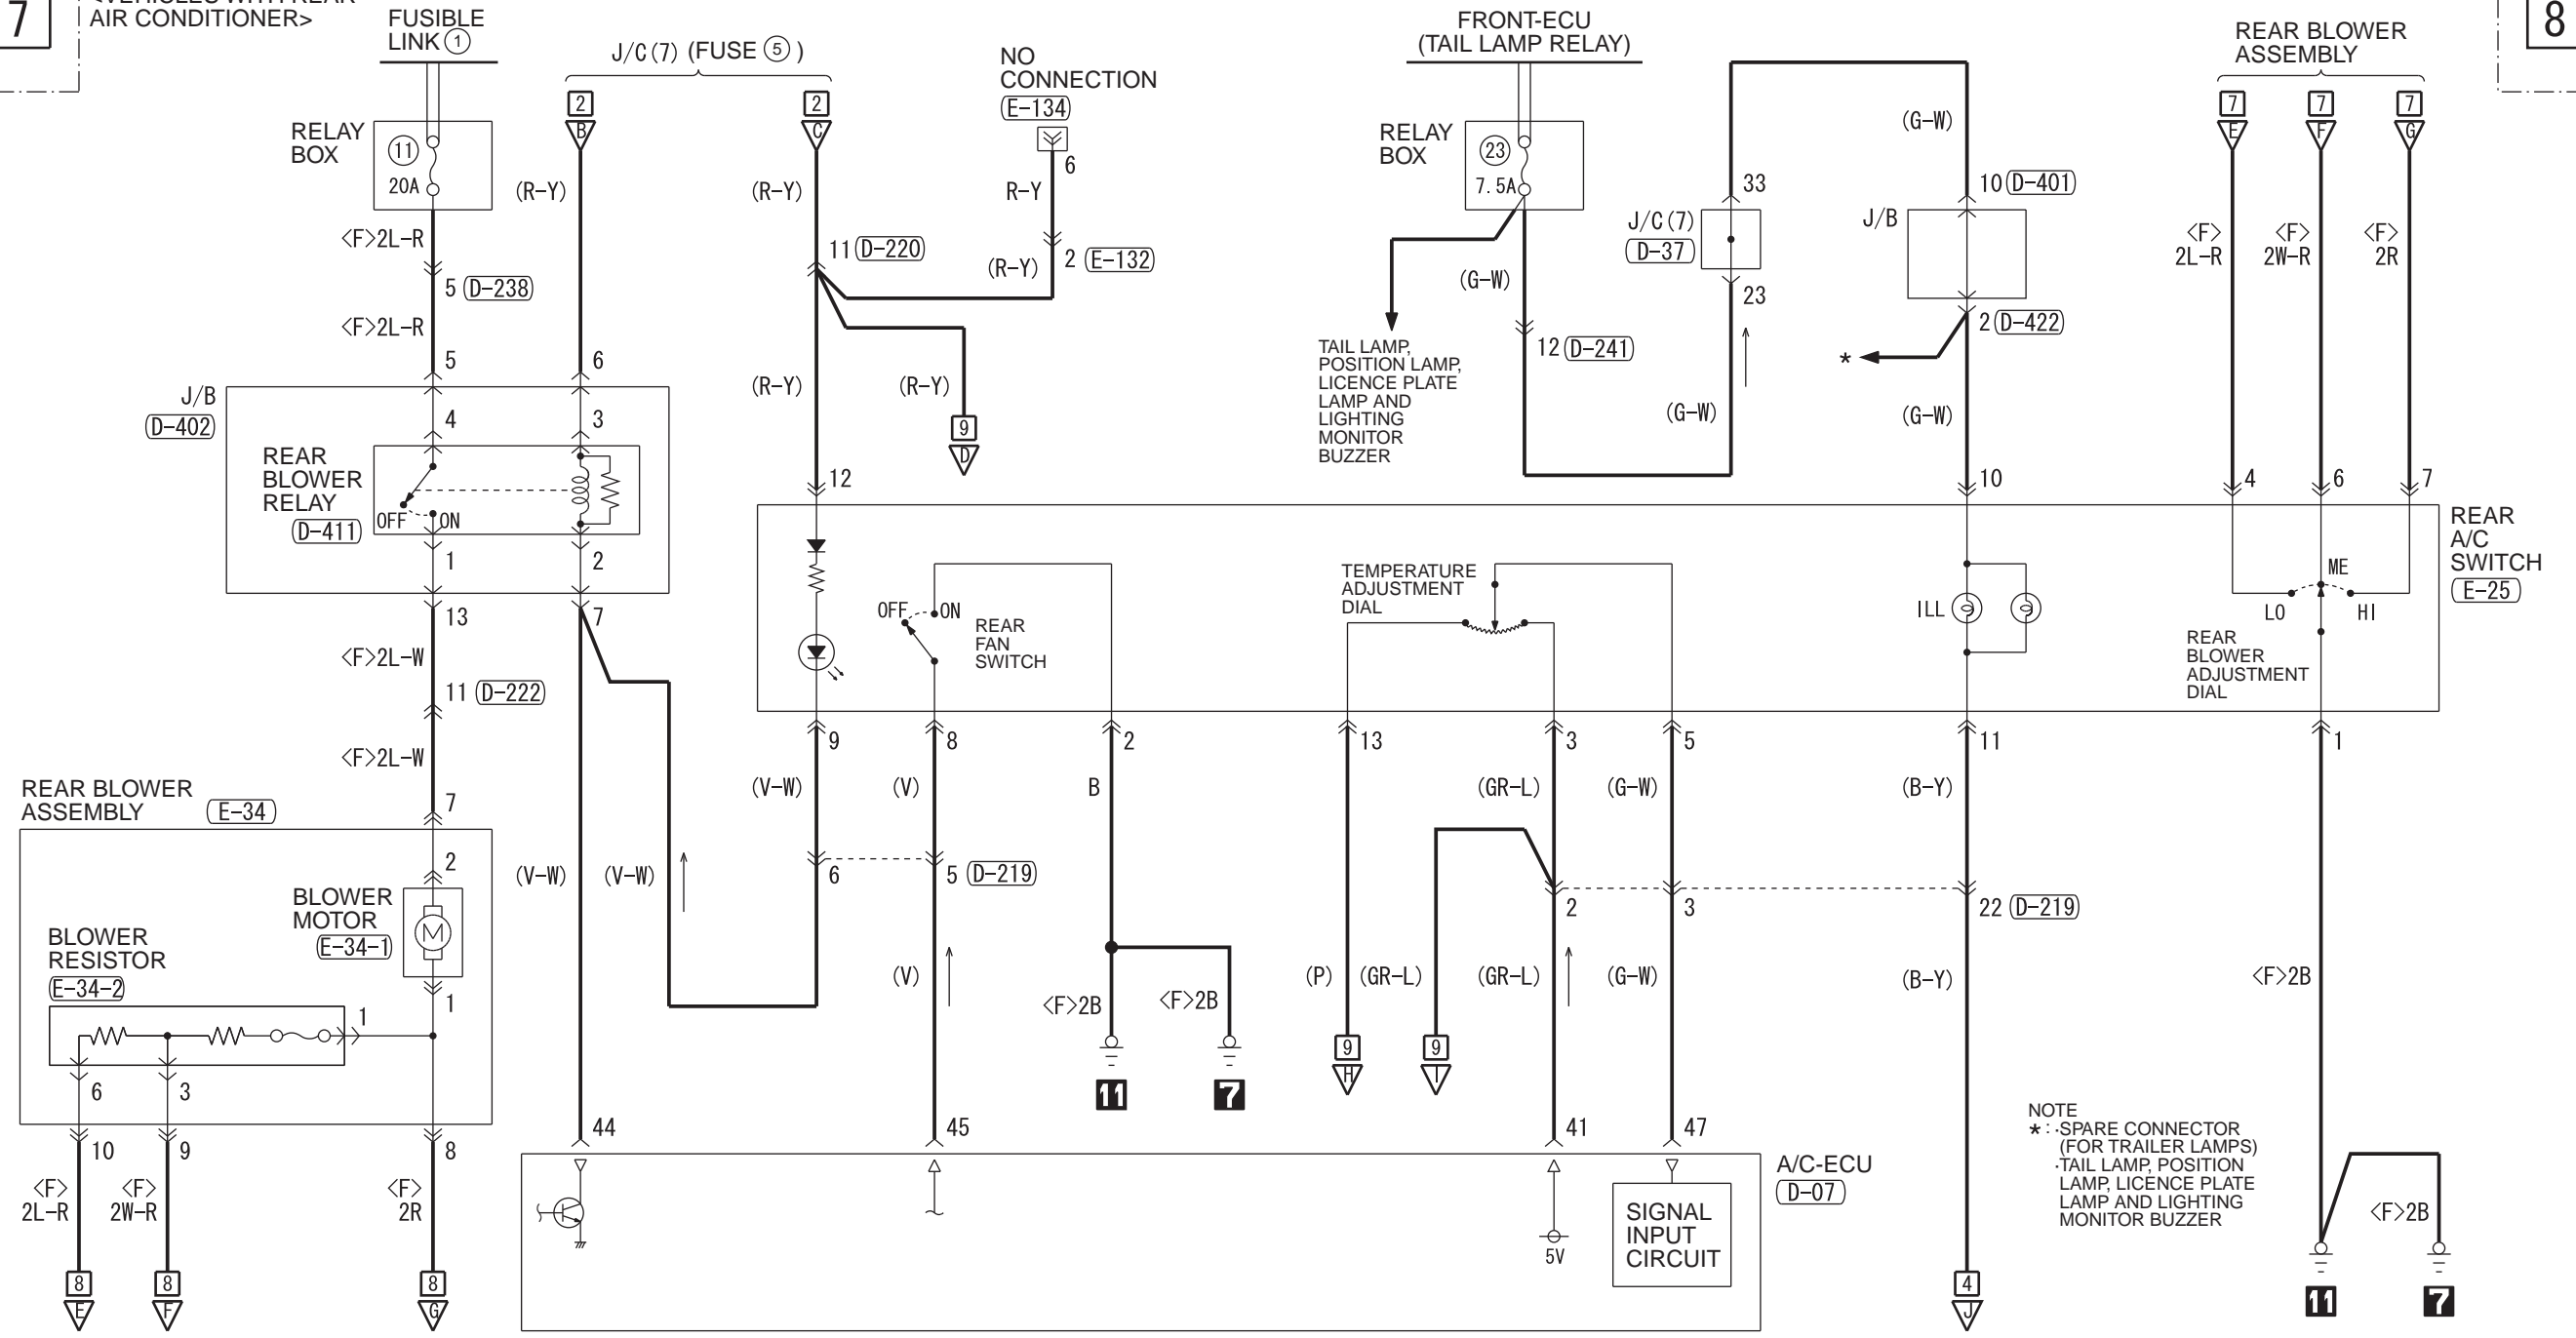 7
<VEHICLES WITH REAR
AIR CONDITIONER>
8
FUSIBLE
LINK 1
J/C(7) (FUSE 5 )
NO
CONNECTION
E-134
FRONT-ECU
(TAIL LAMP RELAY)
REAR BLOWER
ASSEMBLY
2
B
2
C
7
E
7
F
7
G
RELAY
BOX
11
20A
RELAY
BOX
23
7.5A
(R-Y)
(R-Y)
6
R-Y
(R-Y)
2 E-132
11 D-220
(G-W)
33
J/C(7)
D-37
23
10 D-401
J/B
2 D-422
*
<F>2L-R
5 D-238
<F>2L-R
(G-W)
12 D-241
(G-W)
(G-W)
<F>
2L-R
<F>
2W-R
<F>
2R
TAIL LAMP,
POSITION LAMP,
LICENCE PLATE
LAMP AND
LIGHTING
MONITOR
BUZZER
5
6
J/B
D-402
4
3
(R-Y)
(R-Y)
9
D
REAR
BLOWER
RELAY
D-411
OFF
ON
1
2
12
10
4
6
7
REAR
A/C
SWITCH
E-25
13
7
<F>2L-W
11 D-222
<F>2L-W
OFF
ON
REAR
FAN
SWITCH
TEMPERATURE
ADJUSTMENT
DIAL
ILL
ME
LO
HI
REAR
BLOWER
ADJUSTMENT
DIAL
9
8
2
13
3
5
11
1
REAR BLOWER
ASSEMBLY
E-34
7
2
BLOWER
MOTOR
E-34-1
M
1
BLOWER
RESISTOR
E-34-2
1
6
3
(V-W)
(V)
B
(GR-L)
(G-W)
(B-Y)
(V-W)
(V-W)
6
5 D-219
2
3
22 D-219
(V)
<F>2B
<F>2B
(P)
(GR-L)
(GR-L)
(G-W)
(B-Y)
<F>2B
11
7
9
H
9
I
10
9
8
44
45
41
47
<F>
2L-R
<F>
2W-R
<F>
2R
8
E
8
F
8
G
A/C-ECU
D-07
5V
SIGNAL
INPUT
CIRCUIT
4
J
NOTE
* : ·SPARE CONNECTOR
(FOR TRAILER LAMPS)
·TAIL LAMP, POSITION
LAMP, LICENCE PLATE
LAMP AND LIGHTING
MONITOR BUZZER
<F>2B
11
7